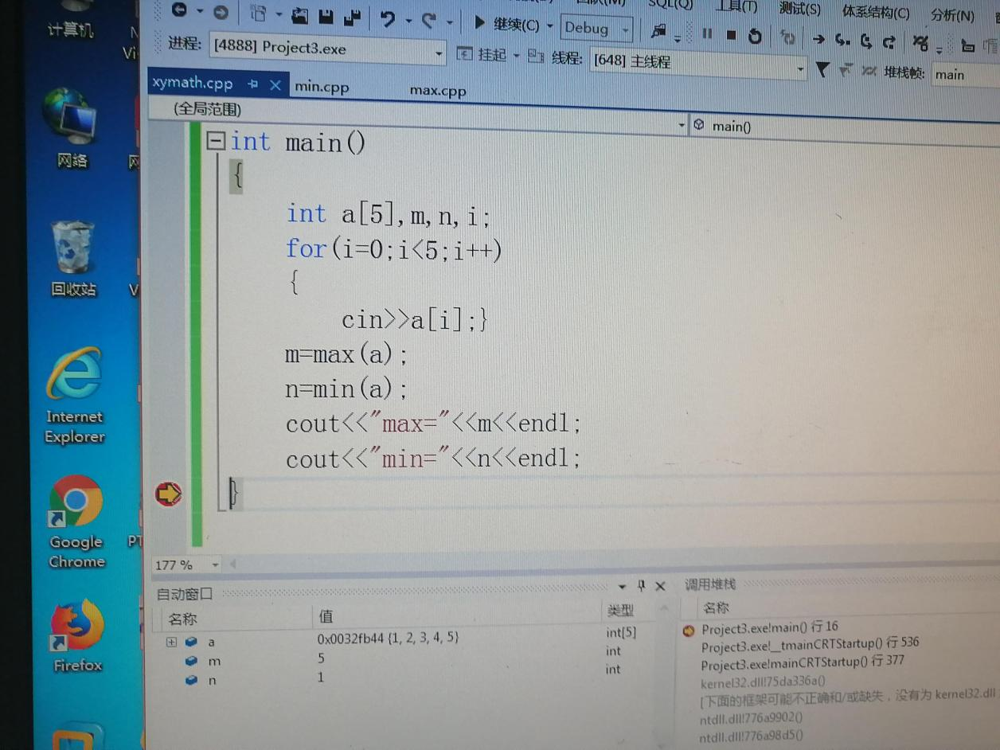 计算机
网络
回收站
Internet
Explorer
Google
Chrome
Firefox
工具(T) 测试(S) 体系结构(C) 分析(N)
继续(C) Debug
进程: [4888] Project3.exe 挂起 线程: [648] 主线程 堆栈帧: main
xymath.cpp min.cpp max.cpp
(全局范围) main()
int main()
{
int a[5],m,n,i;
for(i=0;i<5;i++)
{
cin>>a[i];}
m=max(a);
n=min(a);
cout<<"max="<<m<<endl;
cout<<"min="<<n<<endl;
}
177 %
自动窗口
名称 值 类型
a 0x0032fb44 {1, 2, 3, 4, 5} int[5]
m 5 int
n 1 int
调用堆栈
名称
Project3.exe!main() 行 16
Project3.exe!__tmainCRTStartup() 行 536
Project3.exe!mainCRTStartup() 行 377
kernel32.dll!75da336a()
[下面的框架可能不正确和/或缺失，没有为 kernel32.dll
ntdll.dll!776a9902()
ntdll.dll!776a98d5()